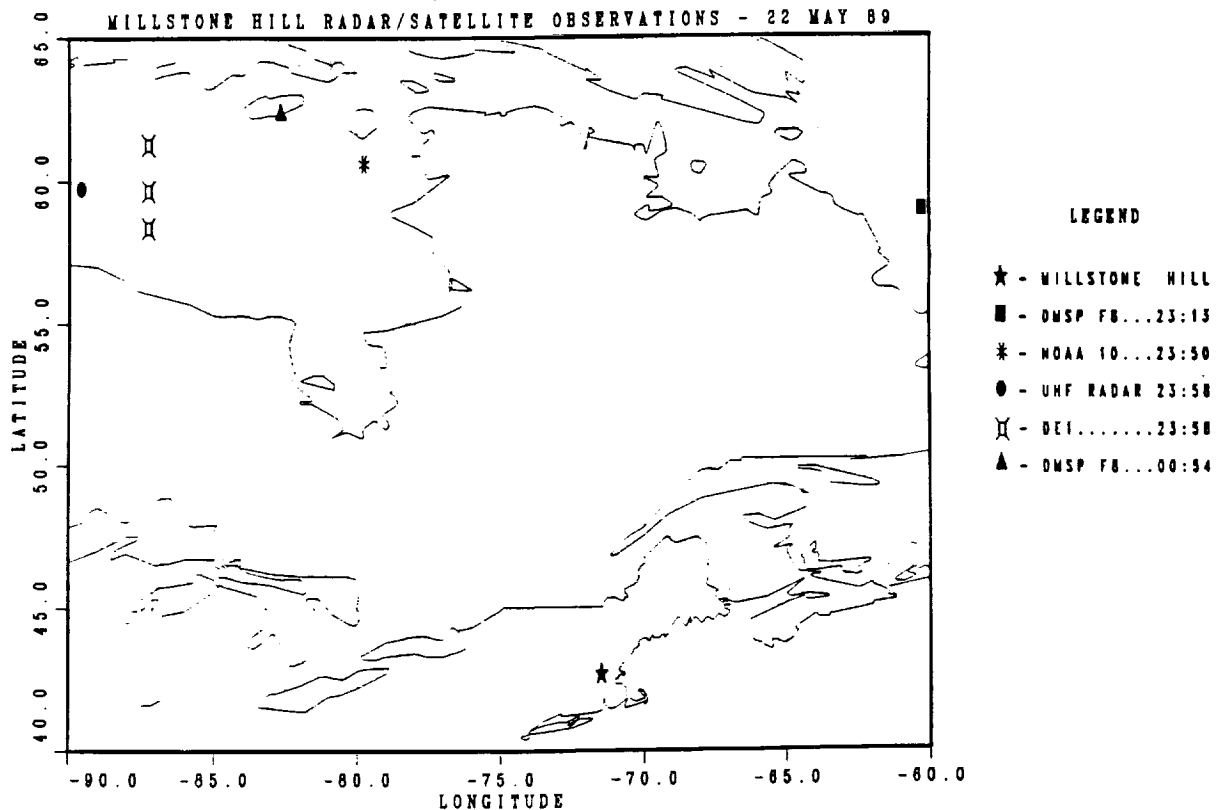 MILLSTONE HILL RADAR/SATELLITE OBSERVATIONS - 22 MAY 89
65.0
60.0
55.0
50.0
45.0
40.0
LATITUDE
-90.0 -85.0 -80.0 -75.0 -70.0 -65.0 -60.0
LONGITUDE
LEGEND
- MILLSTONE HILL
- DMSP F8...23:13
- NOAA 10...23:50
- UHF RADAR 23:58
- DE1.......23:58
- DMSP F8...00:54